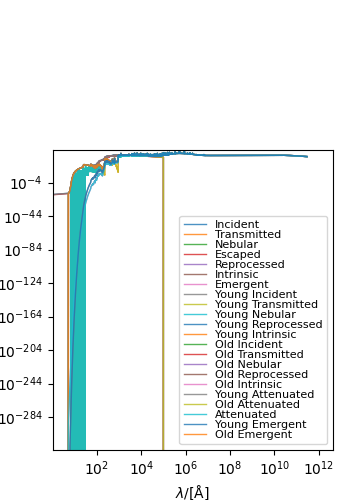 10^-4
10^-44
10^-84
10^-124
10^-164
10^-204
10^-244
10^-284
Incident
Transmitted
Nebular
Escaped
Reprocessed
Intrinsic
Emergent
Young Incident
Young Transmitted
Young Nebular
Young Reprocessed
Young Intrinsic
Old Incident
Old Transmitted
Old Nebular
Old Reprocessed
Old Intrinsic
Young Attenuated
Old Attenuated
Attenuated
Young Emergent
Old Emergent
10^2 10^4 10^6 10^8 10^10 10^12
λ/[Å]